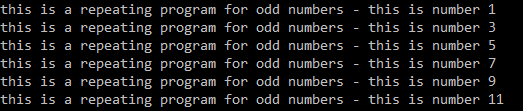 this is a repeating program for odd numbers - this is number 1
this is a repeating program for odd numbers - this is number 3
this is a repeating program for odd numbers - this is number 5
this is a repeating program for odd numbers - this is number 7
this is a repeating program for odd numbers - this is number 9
this is a repeating program for odd numbers - this is number 11